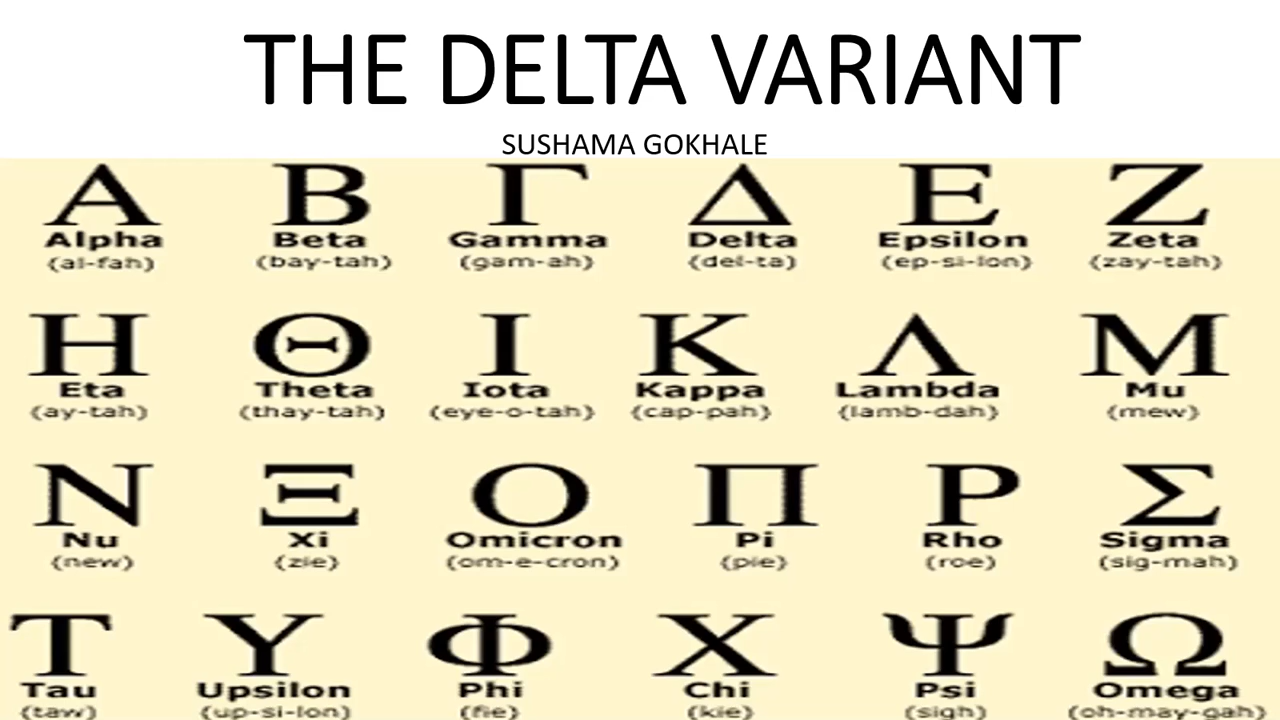 THE DELTA VARIANT
SUSHAMA GOKHALE
Α Β Γ Δ Ε Ζ
Alpha Beta Gamma Delta Epsilon Zeta
(al-fah) (bay-tah) (gam-ah) (del-ta) (ep-si-lon) (zay-tah)
Η Θ Ι Κ Λ Μ
Eta Theta Iota Kappa Lambda Mu
(ay-tah) (thay-tah) (eye-o-tah) (cap-pah) (lamb-dah) (mew)
Ν Ξ Ο Π Ρ Σ
Nu Xi Omicron Pi Rho Sigma
(new) (zie) (om-e-cron) (pie) (roe) (sig-mah)
Τ Υ Φ Χ Ψ Ω
Tau Upsilon Phi Chi Psi Omega
(taw) (up-si-lon) (fie) (kie) (sigh) (oh-may-gah)